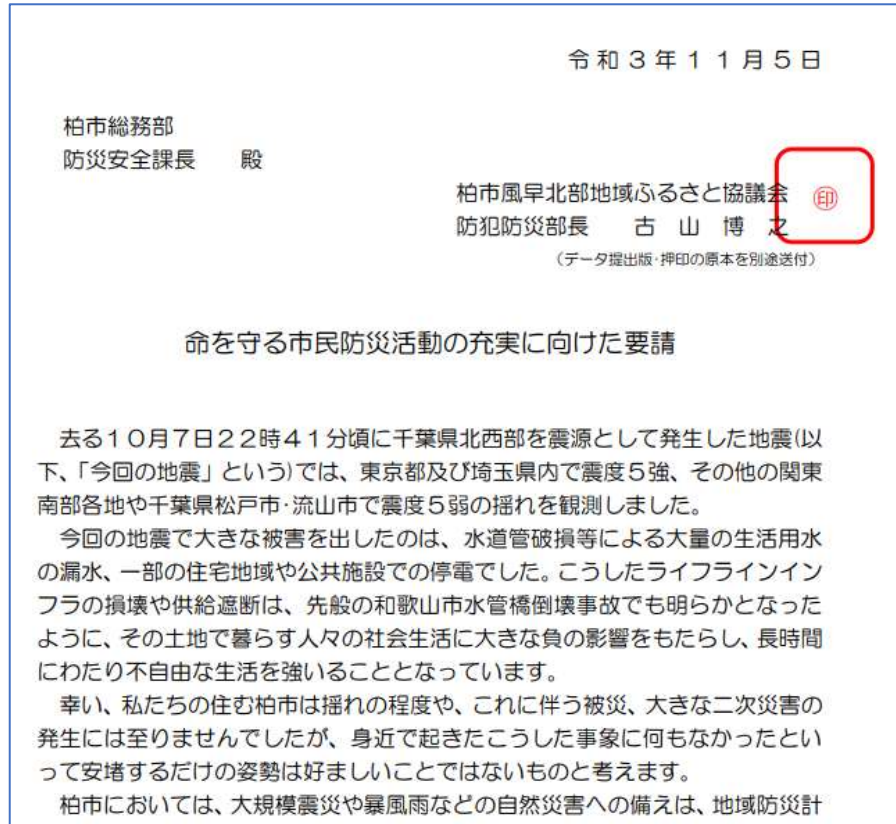 令和３年１１月５日
柏市総務部
防災安全課長　　殿
柏市風早北部地域ふるさと協議会　㊞
防犯防災部長　　古　山　博　之
（データ提出版・押印の原本を別途送付）
命を守る市民防災活動の充実に向けた要請
　去る１０月７日２２時４１分頃に千葉県北西部を震源として発生した地震(以
下、「今回の地震」という)では、東京都及び埼玉県内で震度５強、その他の関東
南部各地や千葉県松戸市・流山市で震度５弱の揺れを観測しました。
　今回の地震で大きな被害を出したのは、水道管破損等による大量の生活用水
の漏水、一部の住宅地域や公共施設での停電でした。こうしたライフラインイン
フラの損壊や供給遮断は、先般の和歌山市水管橋倒壊事故でも明らかとなった
ように、その土地で暮らす人々の社会生活に大きな負の影響をもたらし、長時間
にわたり不自由な生活を強いることとなっています。
　幸い、私たちの住む柏市は揺れの程度や、これに伴う被災、大きな二次災害の
発生には至りませんでしたが、身近で起きたこうした事象に何もなかったとい
って安堵するだけの姿勢は好ましいことではないものと考えます。
　柏市においては、大規模震災や暴風雨などの自然災害への備えは、地域防災計